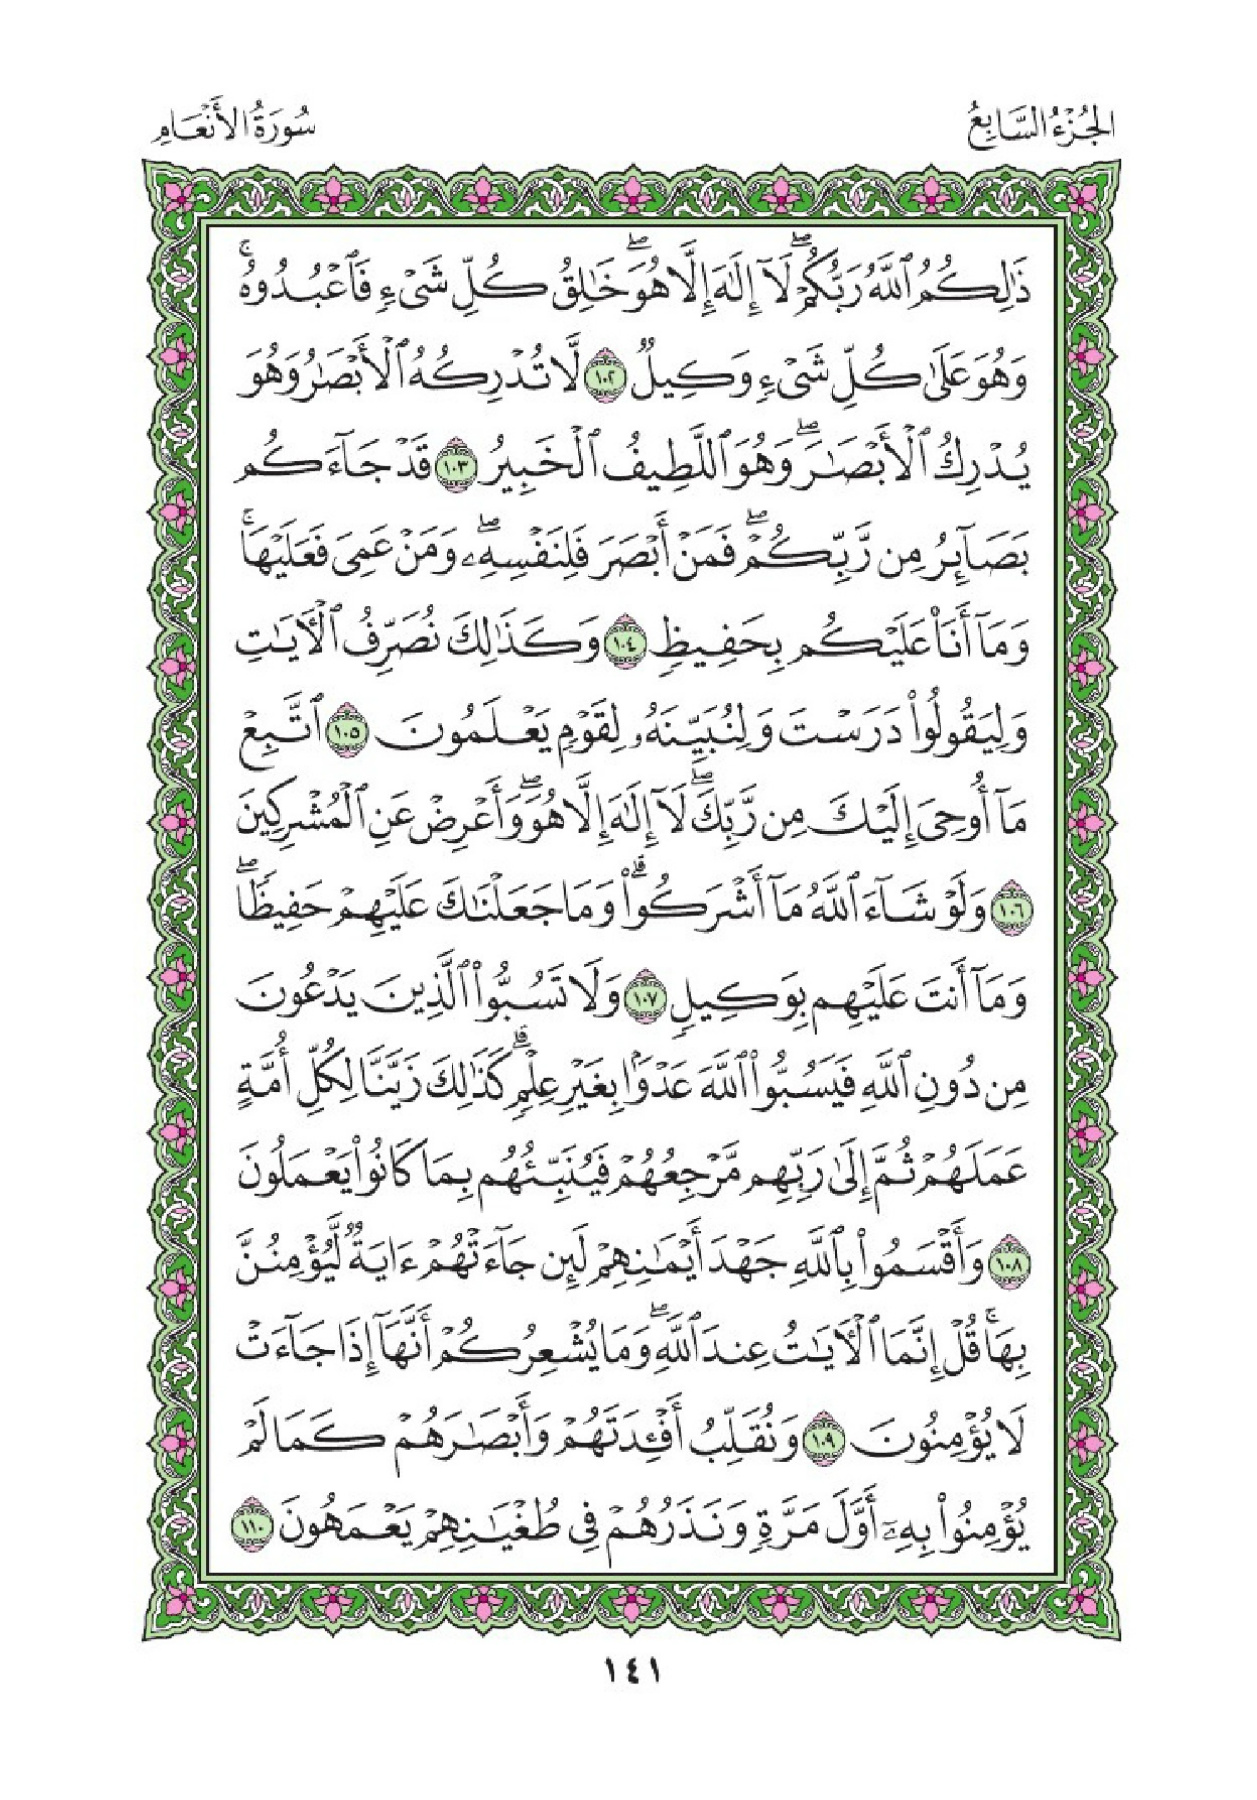 الجُزْءُ السَّابِعُ
سُورَةُ الأَنْعَامِ
ذَٰلِكُمُ ٱللَّهُ رَبُّكُمْۖ لَآ إِلَٰهَ إِلَّا هُوَۖ خَٰلِقُ كُلِّ شَىْءٍ فَٱعْبُدُوهُۚ
وَهُوَ عَلَىٰ كُلِّ شَىْءٍ وَكِيلٌ ١٠٢ لَّا تُدْرِكُهُ ٱلْأَبْصَٰرُ وَهُوَ
يُدْرِكُ ٱلْأَبْصَٰرَۖ وَهُوَ ٱللَّطِيفُ ٱلْخَبِيرُ ١٠٣ قَدْ جَآءَكُم
بَصَآئِرُ مِن رَّبِّكُمْۖ فَمَنْ أَبْصَرَ فَلِنَفْسِهِۦۖ وَمَنْ عَمِىَ فَعَلَيْهَاۚ
وَمَآ أَنَا۠ عَلَيْكُم بِحَفِيظٍ ١٠٤ وَكَذَٰلِكَ نُصَرِّفُ ٱلْأَيَٰتِ
وَلِيَقُولُوا۟ دَرَسْتَ وَلِنُبَيِّنَهُۥ لِقَوْمٍ يَعْلَمُونَ ١٠٥ ٱتَّبِعْ
مَآ أُوحِىَ إِلَيْكَ مِن رَّبِّكَۖ لَآ إِلَٰهَ إِلَّا هُوَۖ وَأَعْرِضْ عَنِ ٱلْمُشْرِكِينَ
١٠٦ وَلَوْ شَآءَ ٱللَّهُ مَآ أَشْرَكُوا۟ۗ وَمَا جَعَلْنَٰكَ عَلَيْهِمْ حَفِيظًاۖ
وَمَآ أَنتَ عَلَيْهِم بِوَكِيلٍ ١٠٧ وَلَا تَسُبُّوا۟ ٱلَّذِينَ يَدْعُونَ
مِن دُونِ ٱللَّهِ فَيَسُبُّوا۟ ٱللَّهَ عَدْوًۢا بِغَيْرِ عِلْمٍۗ كَذَٰلِكَ زَيَّنَّا لِكُلِّ أُمَّةٍ
عَمَلَهُمْ ثُمَّ إِلَىٰ رَبِّهِم مَّرْجِعُهُمْ فَيُنَبِّئُهُم بِمَا كَانُوا۟ يَعْمَلُونَ
١٠٨ وَأَقْسَمُوا۟ بِٱللَّهِ جَهْدَ أَيْمَٰنِهِمْ لَئِن جَآءَتْهُمْ ءَايَةٌ لَّيُؤْمِنُنَّ
بِهَاۚ قُلْ إِنَّمَا ٱلْأَيَٰتُ عِندَ ٱللَّهِۖ وَمَا يُشْعِرُكُمْ أَنَّهَآ إِذَا جَآءَتْ
لَا يُؤْمِنُونَ ١٠٩ وَنُقَلِّبُ أَفْـِٔدَتَهُمْ وَأَبْصَٰرَهُمْ كَمَا لَمْ
يُؤْمِنُوا۟ بِهِۦٓ أَوَّلَ مَرَّةٍ وَنَذَرُهُمْ فِى طُغْيَٰنِهِمْ يَعْمَهُونَ ١١٠
١٤١